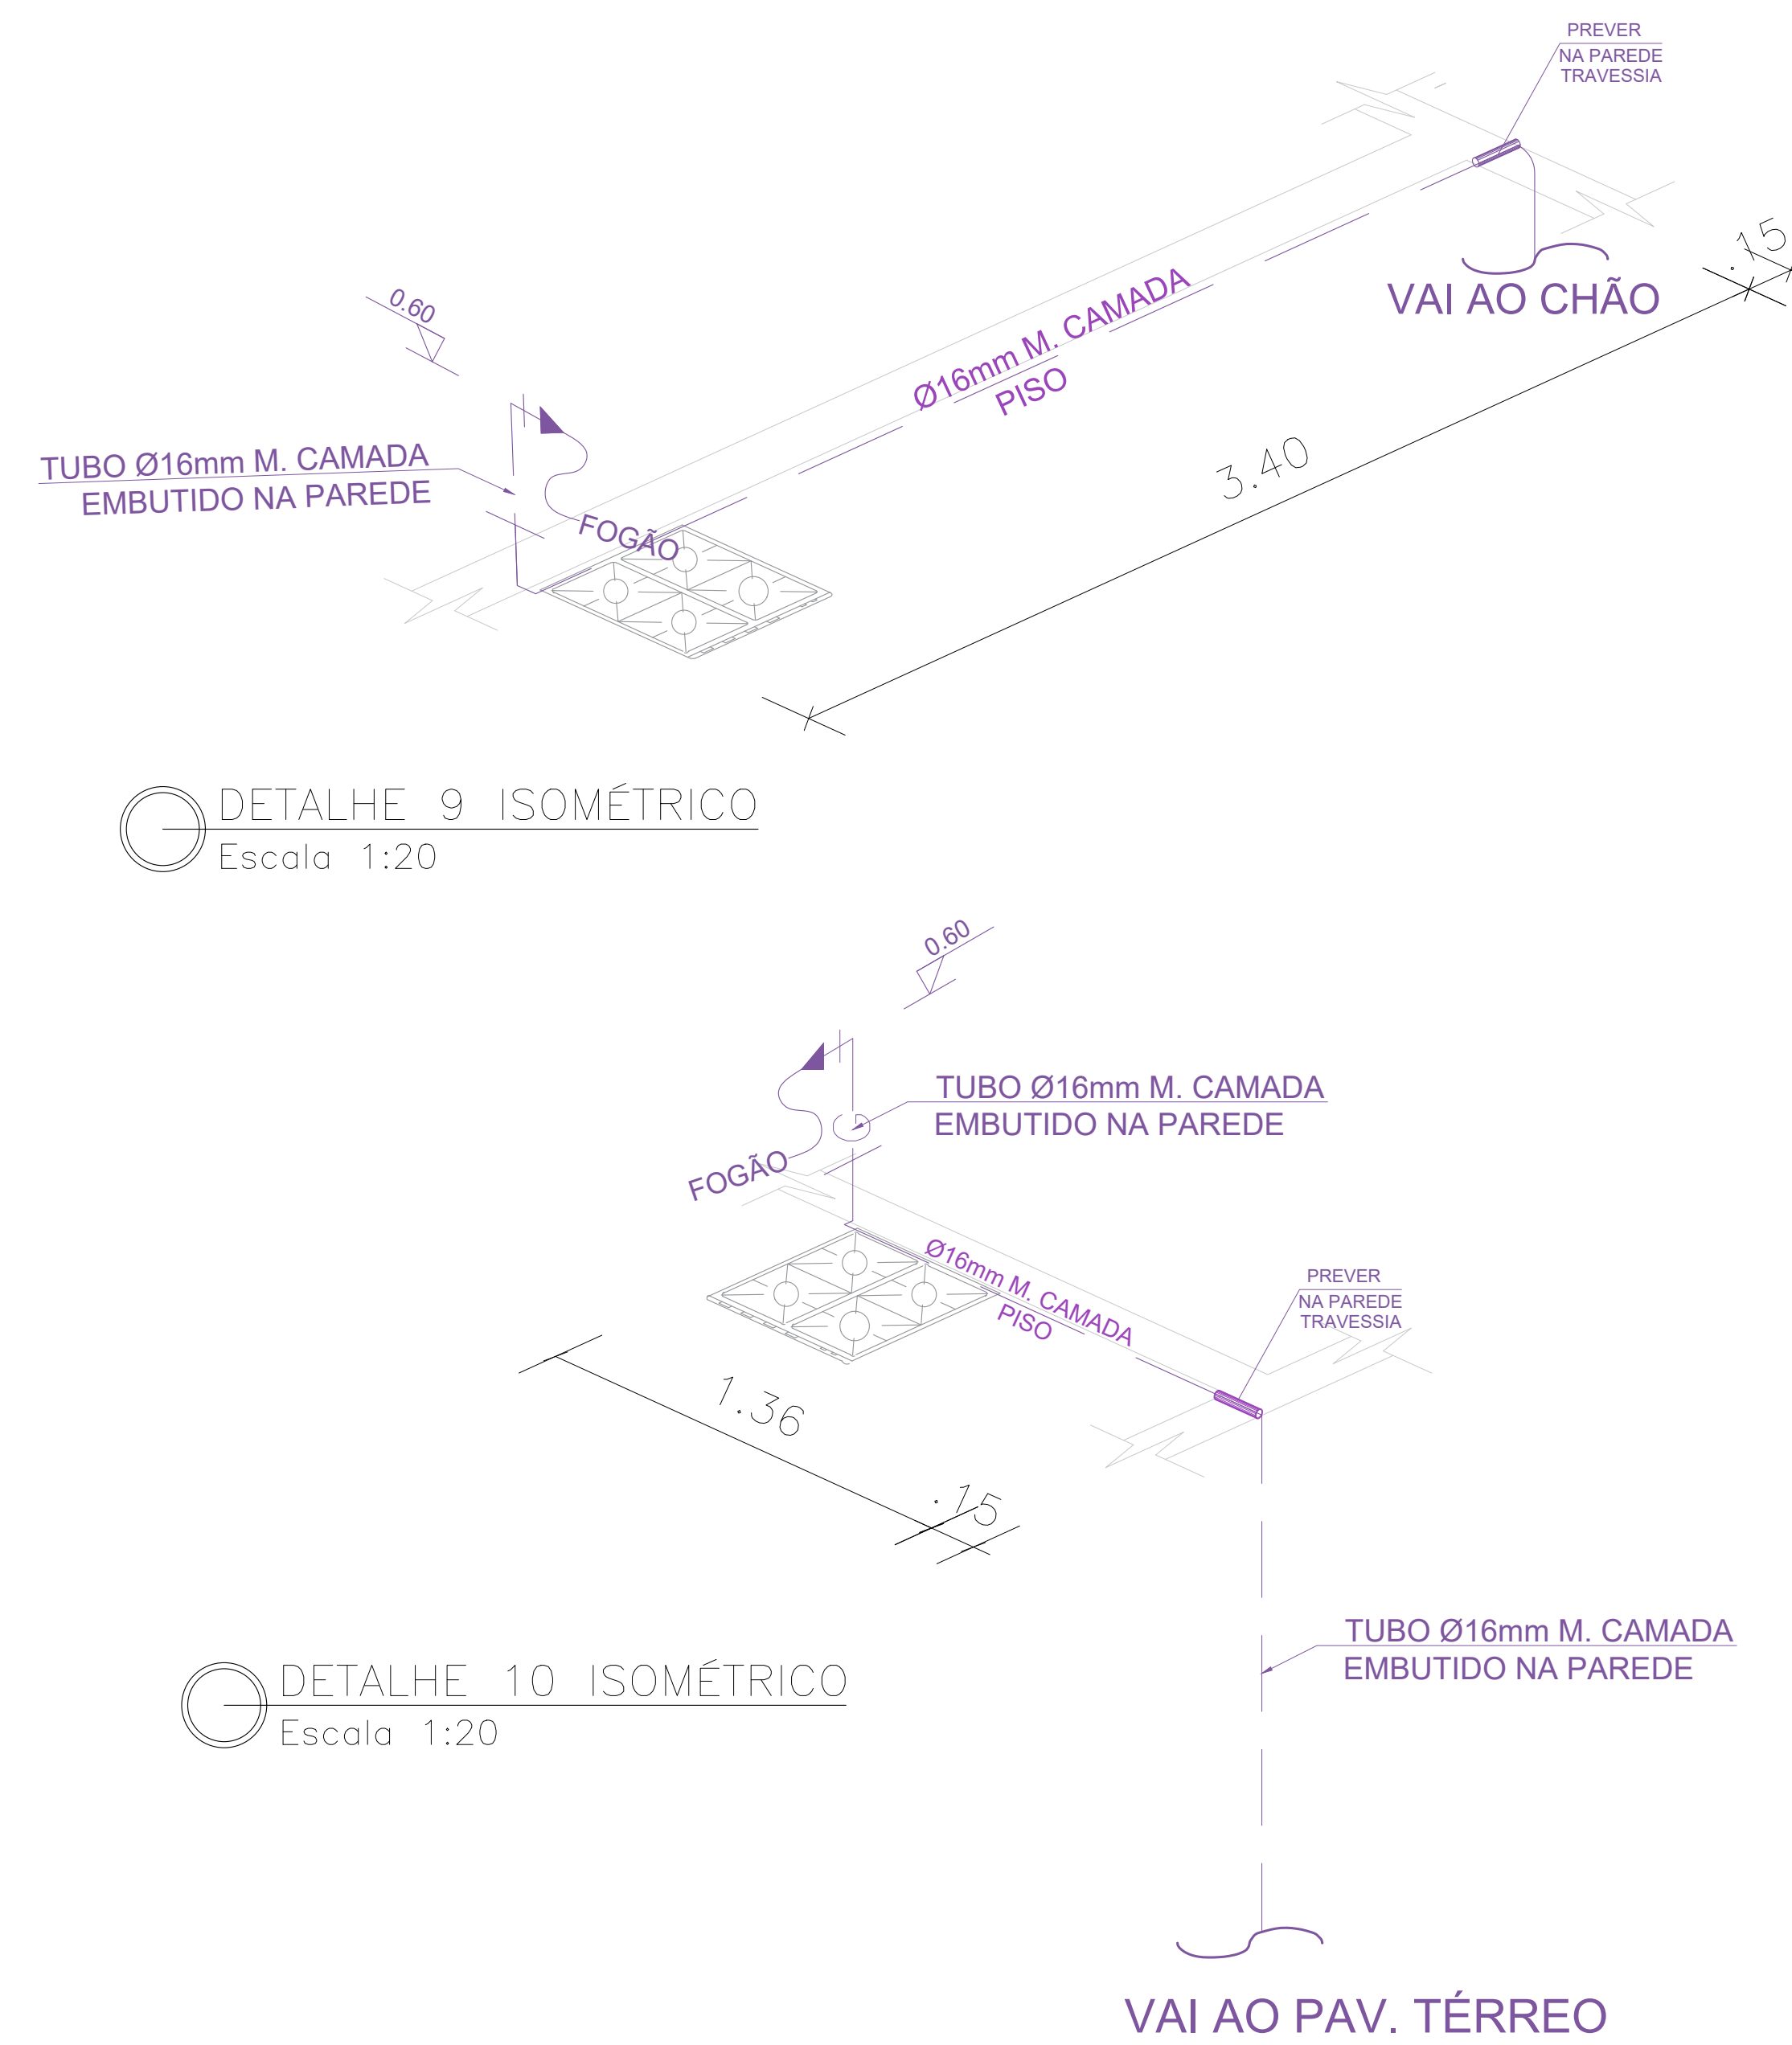 PREVER
NA PAREDE
TRAVESSIA
.15
VAI AO CHÃO
0.60
Ø16mm M. CAMADA
PISO
3.40
TUBO Ø16mm M. CAMADA
EMBUTIDO NA PAREDE
FOGÃO
DETALHE 9 ISOMÉTRICO
Escala 1:20
0.60
TUBO Ø16mm M. CAMADA
EMBUTIDO NA PAREDE
FOGÃO
Ø16mm M. CAMADA
PISO
PREVER
NA PAREDE
TRAVESSIA
1.36
.15
TUBO Ø16mm M. CAMADA
EMBUTIDO NA PAREDE
DETALHE 10 ISOMÉTRICO
Escala 1:20
VAI AO PAV. TÉRREO